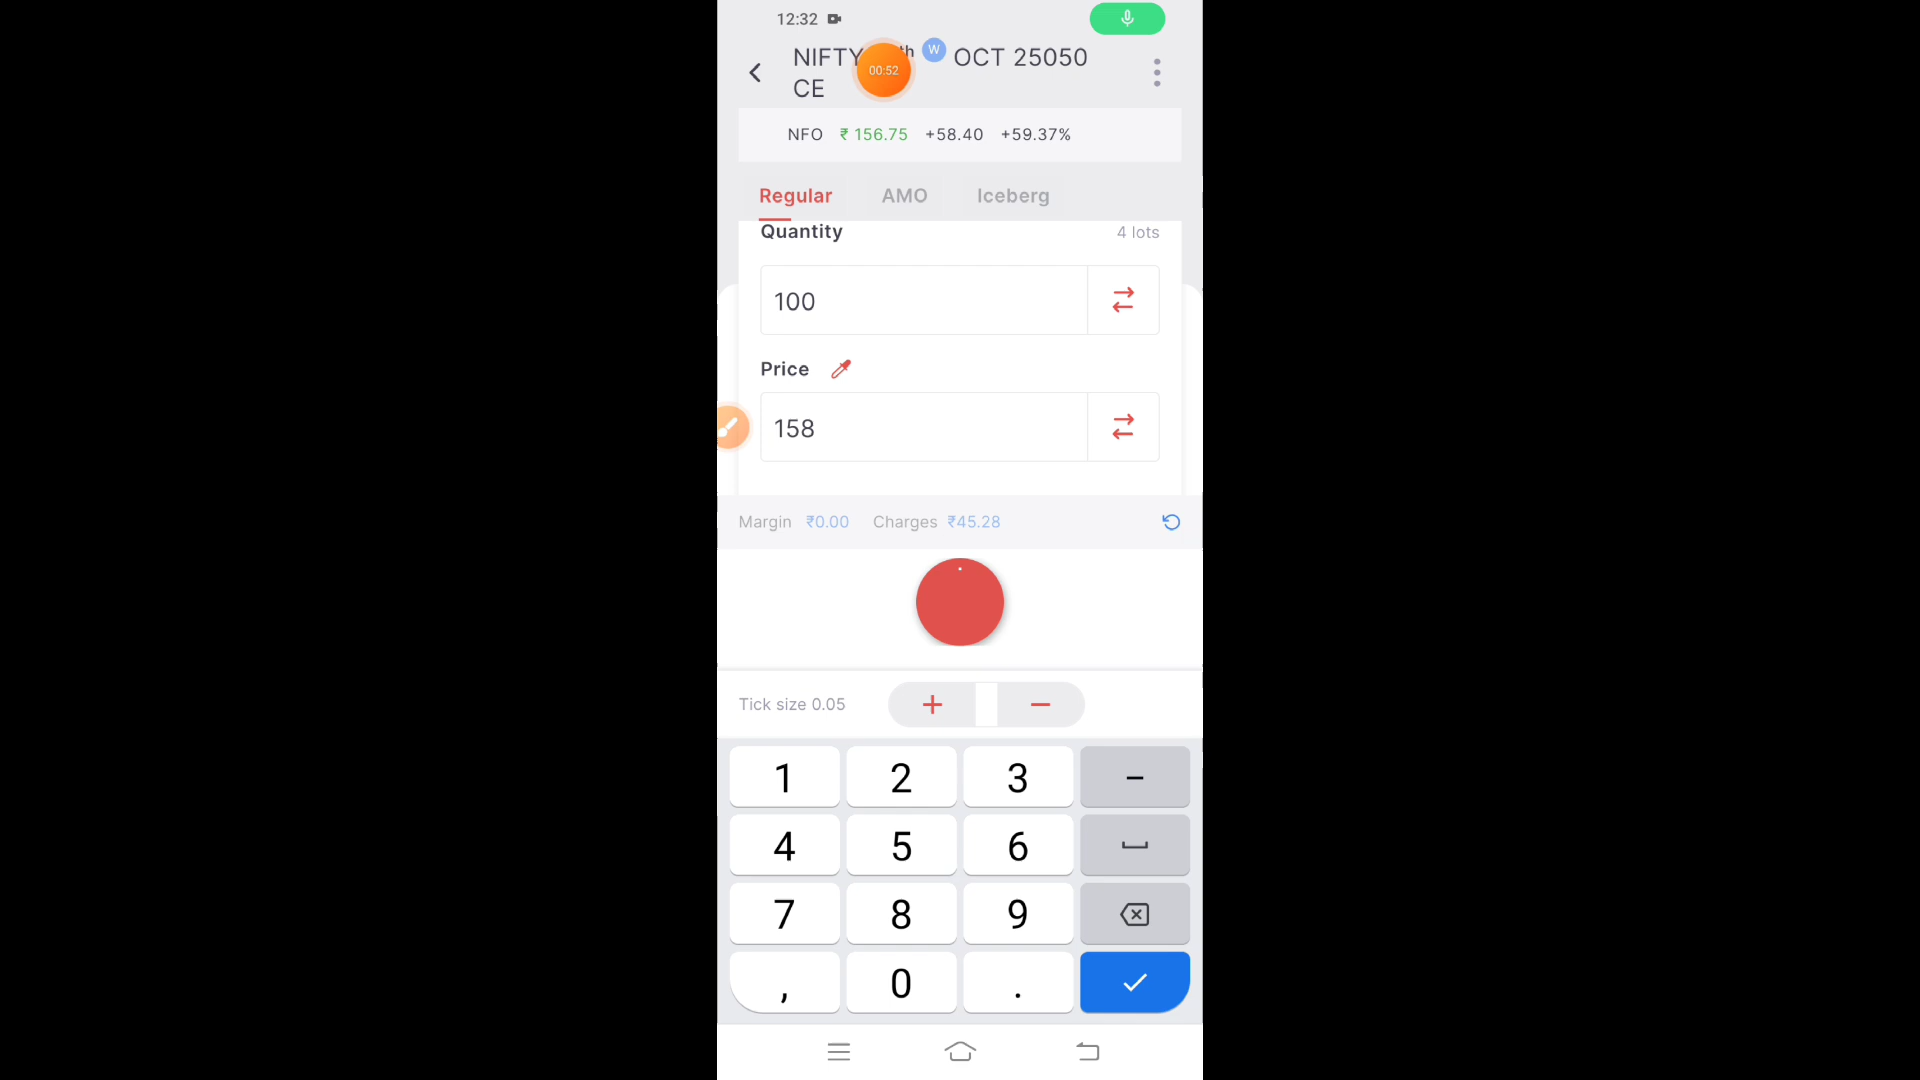 12:32
NIFTY th W OCT 25050
CE
00:52
NFO ₹ 156.75 +58.40 +59.37%
Regular AMO Iceberg
Quantity 4 lots
100
Price
158
Margin ₹0.00 Charges ₹45.28
Tick size 0.05 + −
1 2 3 –
4 5 6
7 8 9
, 0 .